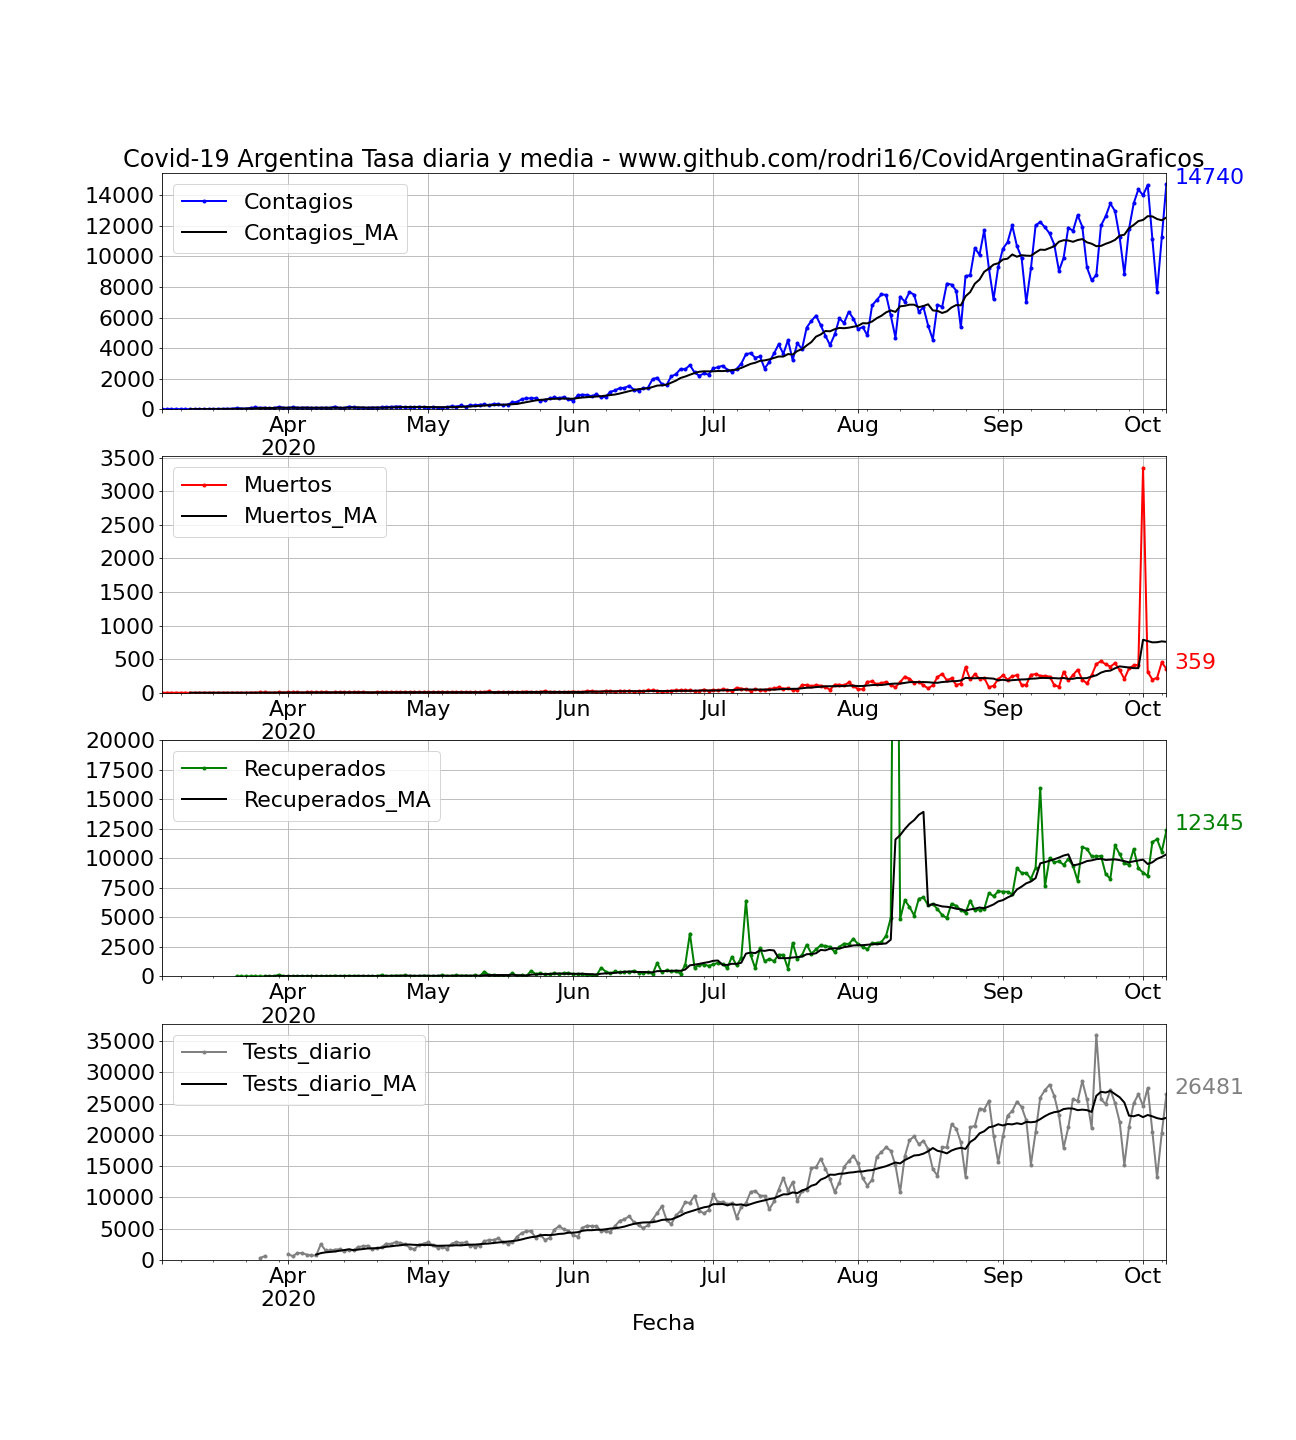 Covid-19 Argentina Tasa diaria y media - www.github.com/rodri16/CovidArgentinaGraficos
14740
14000
12000
10000
8000
6000
4000
2000
0
Contagios
Contagios_MA
Apr May Jun Jul Aug Sep Oct
2020
3500
3000
2500
2000
1500
1000
500
0
Muertos
Muertos_MA
359
Apr May Jun Jul Aug Sep Oct
2020
20000
17500
15000
12500
10000
7500
5000
2500
0
Recuperados
Recuperados_MA
12345
Apr May Jun Jul Aug Sep Oct
2020
35000
30000
25000
20000
15000
10000
5000
0
Tests_diario
Tests_diario_MA
26481
Apr May Jun Jul Aug Sep Oct
2020
Fecha